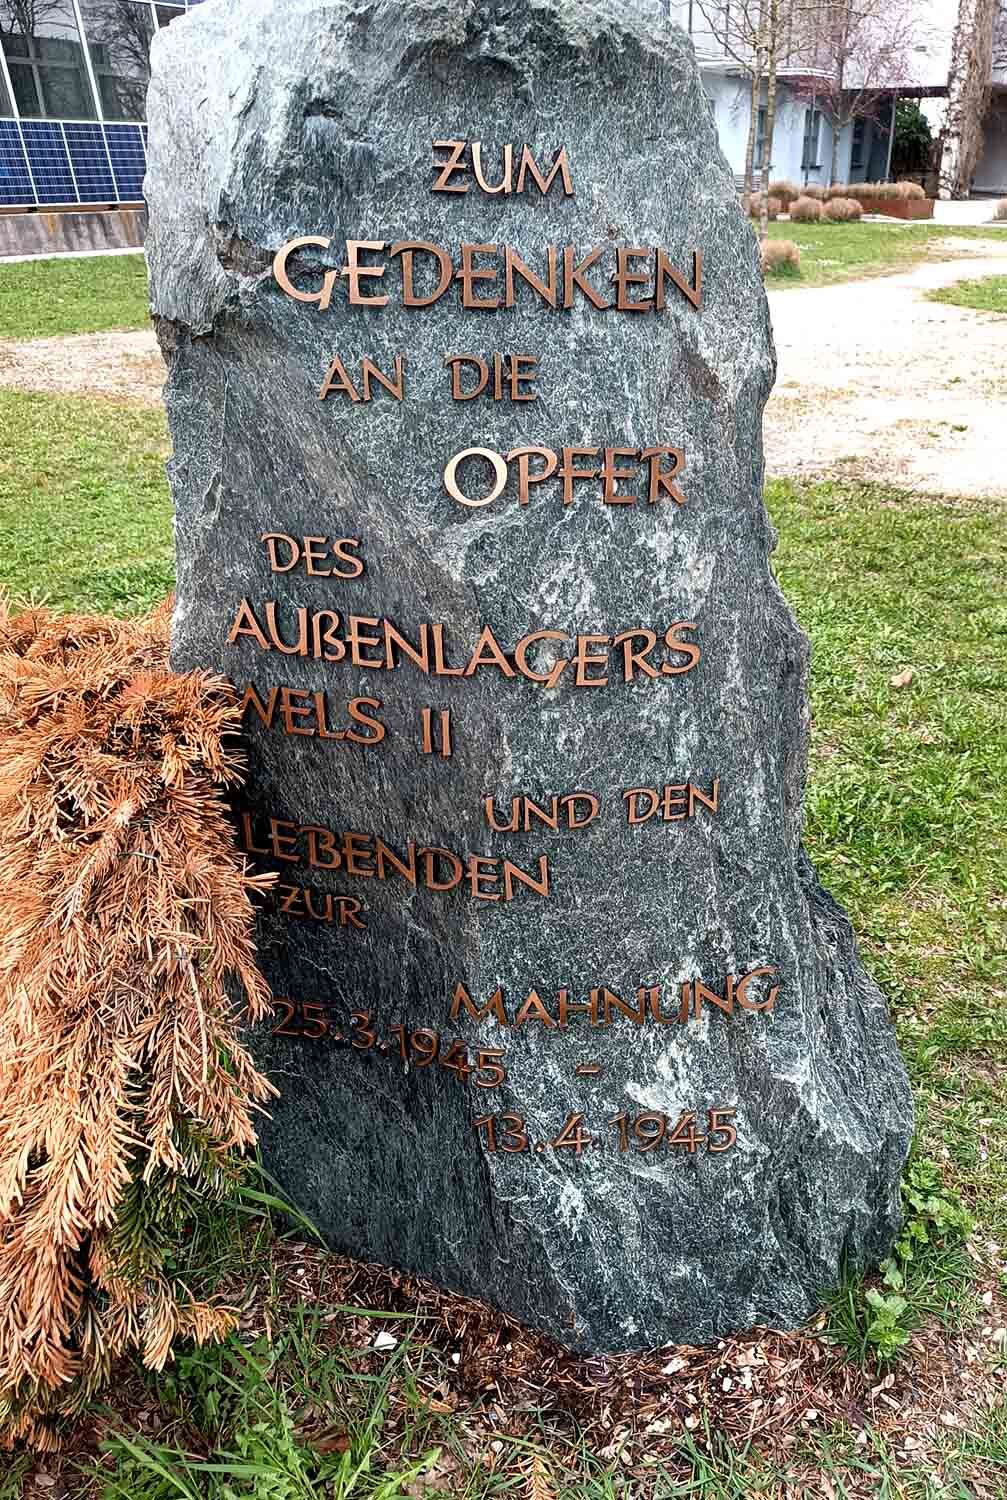 ZUM
GEDENKEN
AN DIE
OPFER
DES
AUßENLAGERS
WELS II
UND DEN
LEBENDEN
ZUR
MAHNUNG
25.3.1945 -
13.4.1945